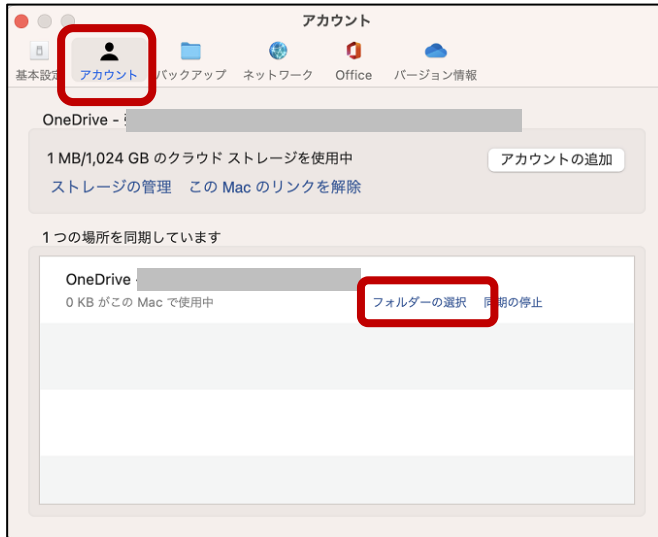 アカウント
基本設定 アカウント バックアップ ネットワーク Office バージョン情報
OneDrive -
1 MB/1,024 GB のクラウド ストレージを使用中 アカウントの追加
ストレージの管理 この Mac のリンクを解除
1 つの場所を同期しています
OneDrive -
0 KB がこの Mac で使用中 フォルダーの選択 同期の停止